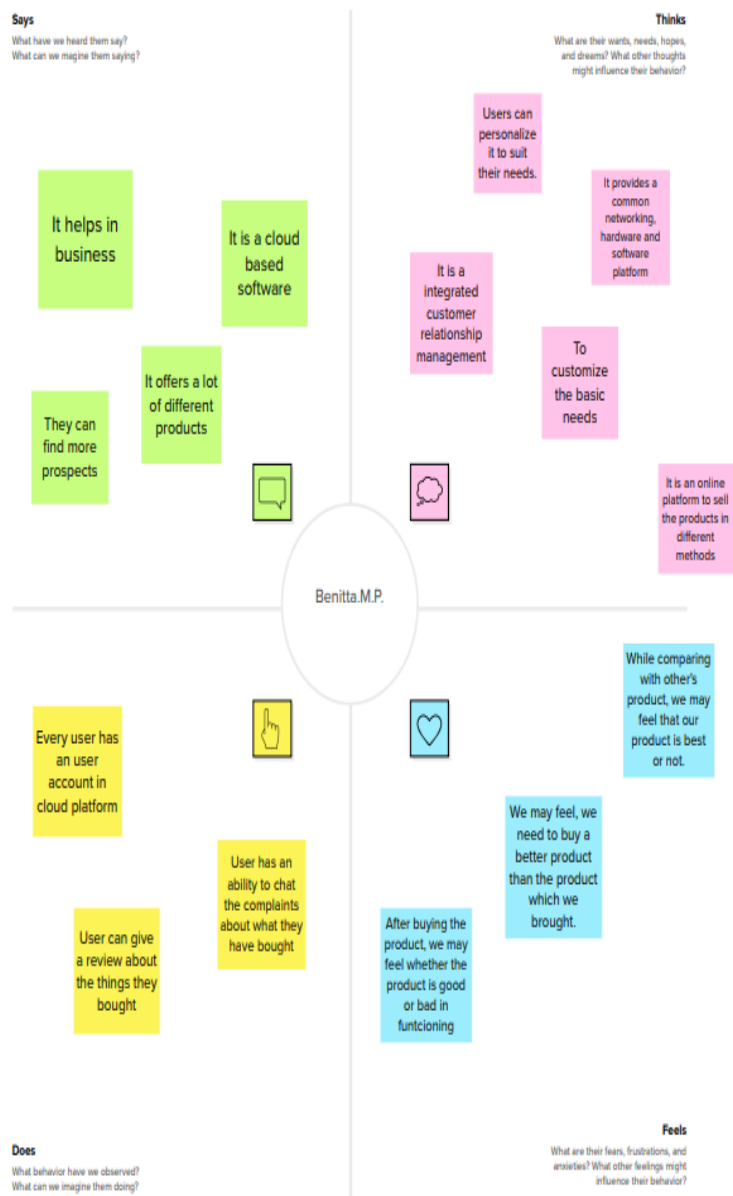 Says
What have we heard them say?
What can we magine them saying?
It helps in
business
It is a cloud
based
software
It offers a lot
of different
products
They can
find more
prospects
Thinks
What are their wants, needs, hopes,
and dreams? What other thoughts
might influence their behavior?
Users can
personalize
it to suit
their needs.
It provides a
common
networking,
hardware and
software
platform
It is a
integrated
customer
relationship
management
To
customize
the basic
needs
It is an online
platform to sell
the products in
different
methods
Benitta.M.P.
Every user has
an user
account in
cloud platform
User has an
ability to chat
the complaints
about what they
have bought
User can give
a review about
the things they
bought
Does
What behavior have we observed?
What can we imagine them doing?
While comparing
with other's
product, we may
feel that our
product is best
or not.
We may feel, we
need to buy a
better product
than the product
which we
brought.
After buying the
product, we may
feel whether the
product is good
or bad in
funtcioning
Feels
What are their fears, frustrations, and
anxieties? What other feelings might
influence their behavior?